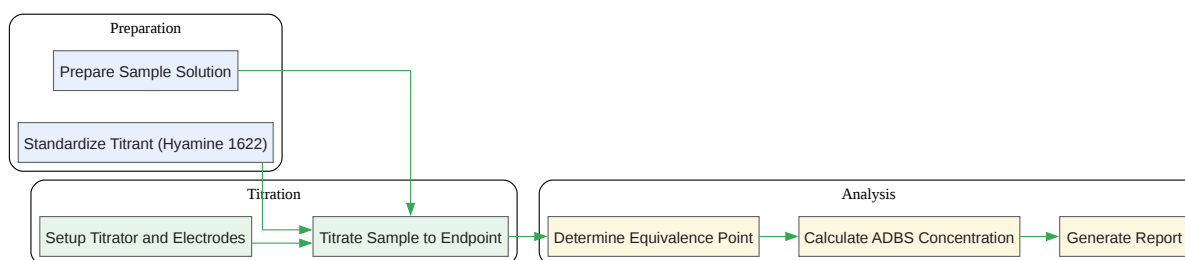 Preparation
Prepare Sample Solution
Standardize Titrant (Hyamine 1622)
Titration
Setup Titrator and Electrodes
Titrate Sample to Endpoint
Analysis
Determine Equivalence Point
Calculate ADBS Concentration
Generate Report